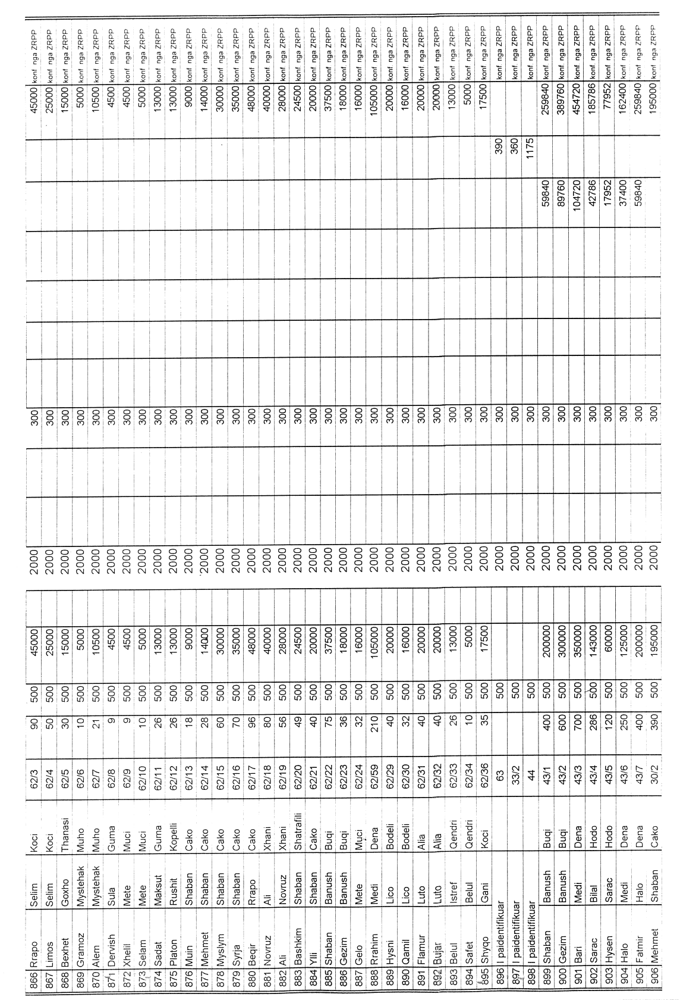 866 Rrapo Selim Koci 62/3 90 500 45000 2000 300 45000 konf nga ZRPP
867 Limos Selim Koci 62/4 50 500 25000 2000 300 25000 konf nga ZRPP
868 Bexhet Goxho Thanasi 62/5 30 500 15000 2000 300 15000 konf nga ZRPP
869 Gramoz Mystehak Muho 62/6 10 500 5000 2000 300 5000 konf nga ZRPP
870 Alem Mystehak Muho 62/7 21 500 10500 2000 300 10500 konf nga ZRPP
871 Dervish Sula Guma 62/8 9 500 4500 2000 300 4500 konf nga ZRPP
872 Xhelil Mete Muci 62/9 9 500 4500 2000 300 4500 konf nga ZRPP
873 Selam Mete Muci 62/10 10 500 5000 2000 300 5000 konf nga ZRPP
874 Sadat Maksut Guma 62/11 26 500 13000 2000 300 13000 konf nga ZRPP
875 Platon Rushit Kopelli 62/12 26 500 13000 2000 300 13000 konf nga ZRPP
876 Muin Shaban Cako 62/13 18 500 9000 2000 300 9000 konf nga ZRPP
877 Mehmet Shaban Cako 62/14 28 500 14000 2000 300 14000 konf nga ZRPP
878 Myslym Shaban Cako 62/15 60 500 30000 2000 300 30000 konf nga ZRPP
879 Syrja Shaban Cako 62/16 70 500 35000 2000 300 35000 konf nga ZRPP
880 Beqir Rrapo Cako 62/17 96 500 48000 2000 300 48000 konf nga ZRPP
881 Novruz Ali Xhani 62/18 80 500 40000 2000 300 40000 konf nga ZRPP
882 Ali Novruz Xhani 62/19 56 500 28000 2000 300 28000 konf nga ZRPP
883 Bashkim Shaban Shatrafili 62/20 49 500 24500 2000 300 24500 konf nga ZRPP
884 Ylli Shaban Cako 62/21 40 500 20000 2000 300 20000 konf nga ZRPP
885 Shaban Banush Buqi 62/22 75 500 37500 2000 300 37500 konf nga ZRPP
886 Gezim Banush Buqi 62/23 36 500 18000 2000 300 18000 konf nga ZRPP
887 Gelo Mete Muci 62/24 32 500 16000 2000 300 16000 konf nga ZRPP
888 Rrahim Medi Dena 62/59 210 500 105000 2000 300 105000 konf nga ZRPP
889 Hysni Lico Bodeli 62/29 40 500 20000 2000 300 20000 konf nga ZRPP
890 Qamil Lico Bodeli 62/30 32 500 16000 2000 300 16000 konf nga ZRPP
891 Flamur Luto Alia 62/31 40 500 20000 2000 300 20000 konf nga ZRPP
892 Bujar Luto Alia 62/32 40 500 20000 2000 300 20000 konf nga ZRPP
893 Belul Istref Qendri 62/33 26 500 13000 2000 300 13000 konf nga ZRPP
894 Safet Belul Qendri 62/34 10 500 5000 2000 300 5000 konf nga ZRPP
895 Shyqo Gani Koci 62/36 35 500 17500 2000 300 17500 konf nga ZRPP
896 I paidentifikuar 63 500 2000 300 390 konf nga ZRPP
897 I paidentifikuar 33/2 500 2000 300 360 konf nga ZRPP
898 I paidentifikuar 44 500 2000 300 1175 konf nga ZRPP
899 Shaban Banush Buqi 43/1 400 500 200000 2000 300 59840 259840 konf nga ZRPP
900 Gezim Banush Buqi 43/2 600 500 300000 2000 300 89760 389760 konf nga ZRPP
901 Bari Medi Dena 43/3 700 500 350000 2000 300 104720 454720 konf nga ZRPP
902 Sarac Bilal Hodo 43/4 286 500 143000 2000 300 42786 185786 konf nga ZRPP
903 Hysen Sarac Hodo 43/5 120 500 60000 2000 300 17952 77952 konf nga ZRPP
904 Halo Medi Dena 43/6 250 500 125000 2000 300 37400 162400 konf nga ZRPP
905 Fatmir Halo Dena 43/7 400 500 200000 2000 300 59840 259840 konf nga ZRPP
906 Mehmet Shaban Cako 30/2 390 500 195000 2000 300 195000 konf nga ZRPP